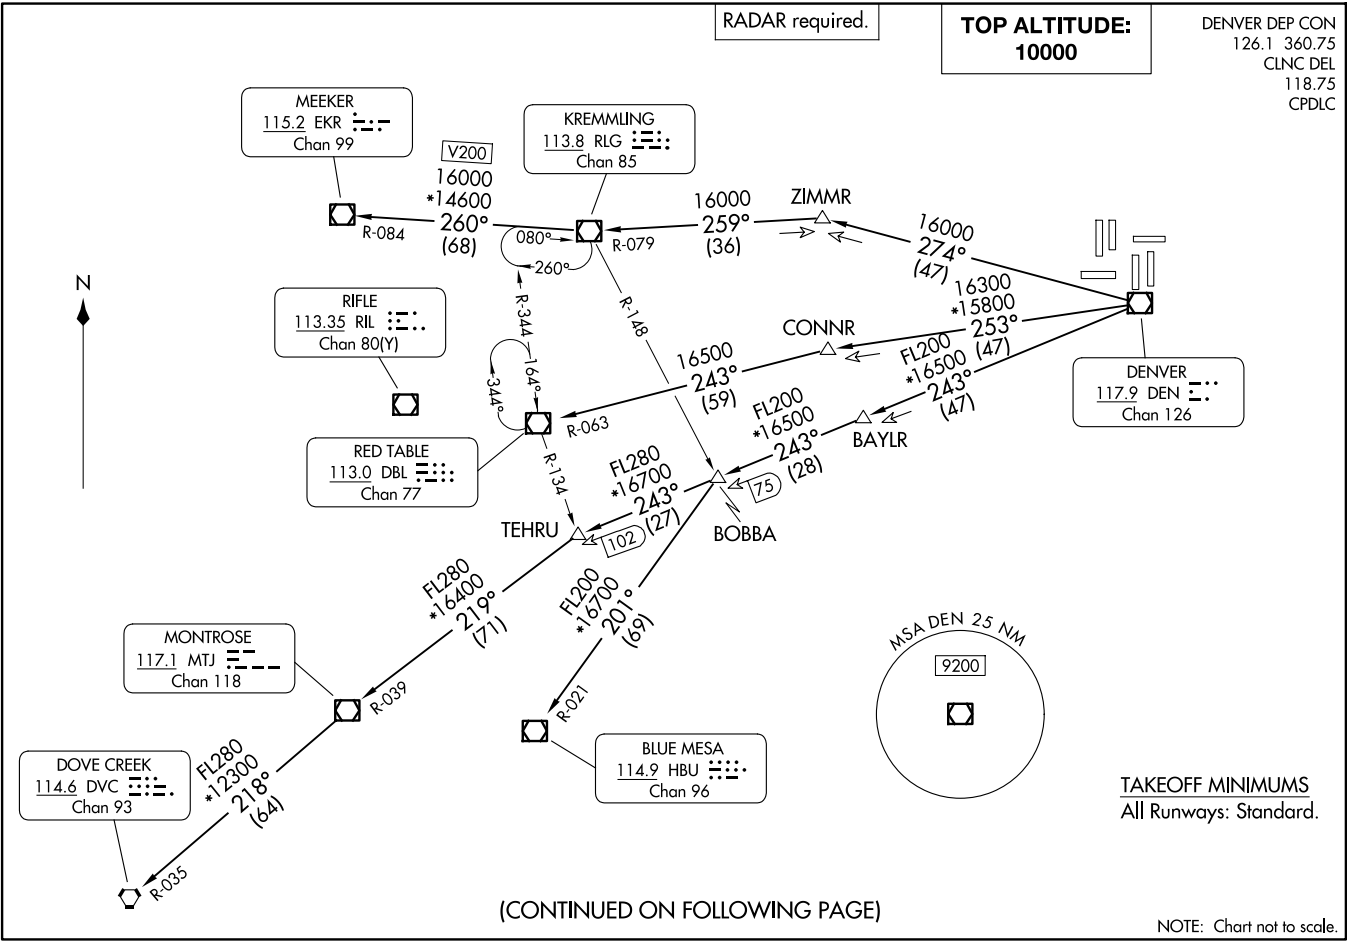 RADAR required.
TOP ALTITUDE:
10000
DENVER DEP CON
126.1 360.75
CLNC DEL
118.75
CPDLC
MEEKER
115.2 EKR
Chan 99
KREMMLING
113.8 RLG
Chan 85
V200
16000
*14600
260°
(68)
R-084
080°
260°
R-079
16000
259°
(36)
ZIMMR
16000
274°
(47)
N
RIFLE
113.35 RIL
Chan 80(Y)
R-344
164°
344°
R-148
CONNR
16300
*15800
253°
(47)
16500
243°
(59)
R-063
FL200
*16500
243°
(47)
DENVER
117.9 DEN
Chan 126
BAYLR
FL200
*16500
243°
(28)
75
BOBBA
RED TABLE
113.0 DBL
Chan 77
R-134
FL280
*16700
243°
(27)
102
TEHRU
FL280
*16400
219°
(71)
FL200
*16700
201°
(69)
MONTROSE
117.1 MTJ
Chan 118
R-039
R-021
BLUE MESA
114.9 HBU
Chan 96
MSA DEN 25 NM
9200
DOVE CREEK
114.6 DVC
Chan 93
FL280
*12300
218°
(64)
R-035
TAKEOFF MINIMUMS
All Runways: Standard.
(CONTINUED ON FOLLOWING PAGE)
NOTE: Chart not to scale.